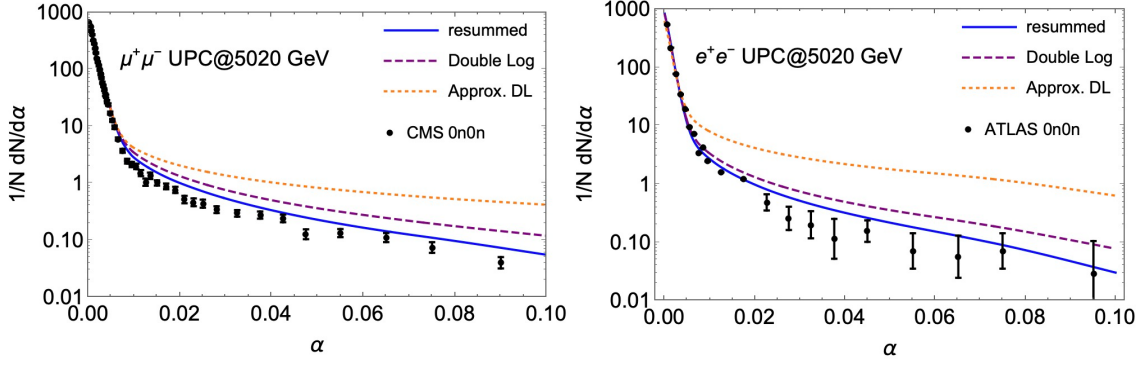 μ⁺μ⁻ UPC@5020 GeV
resummed
Double Log
Approx. DL
CMS 0n0n
1/N dN/dα
1000
100
10
1
0.10
0.01
0.00 0.02 0.04 0.06 0.08 0.10
α
e⁺e⁻ UPC@5020 GeV
resummed
Double Log
Approx. DL
ATLAS 0n0n
1/N dN/dα
1000
100
10
1
0.10
0.01
0.00 0.02 0.04 0.06 0.08 0.10
α